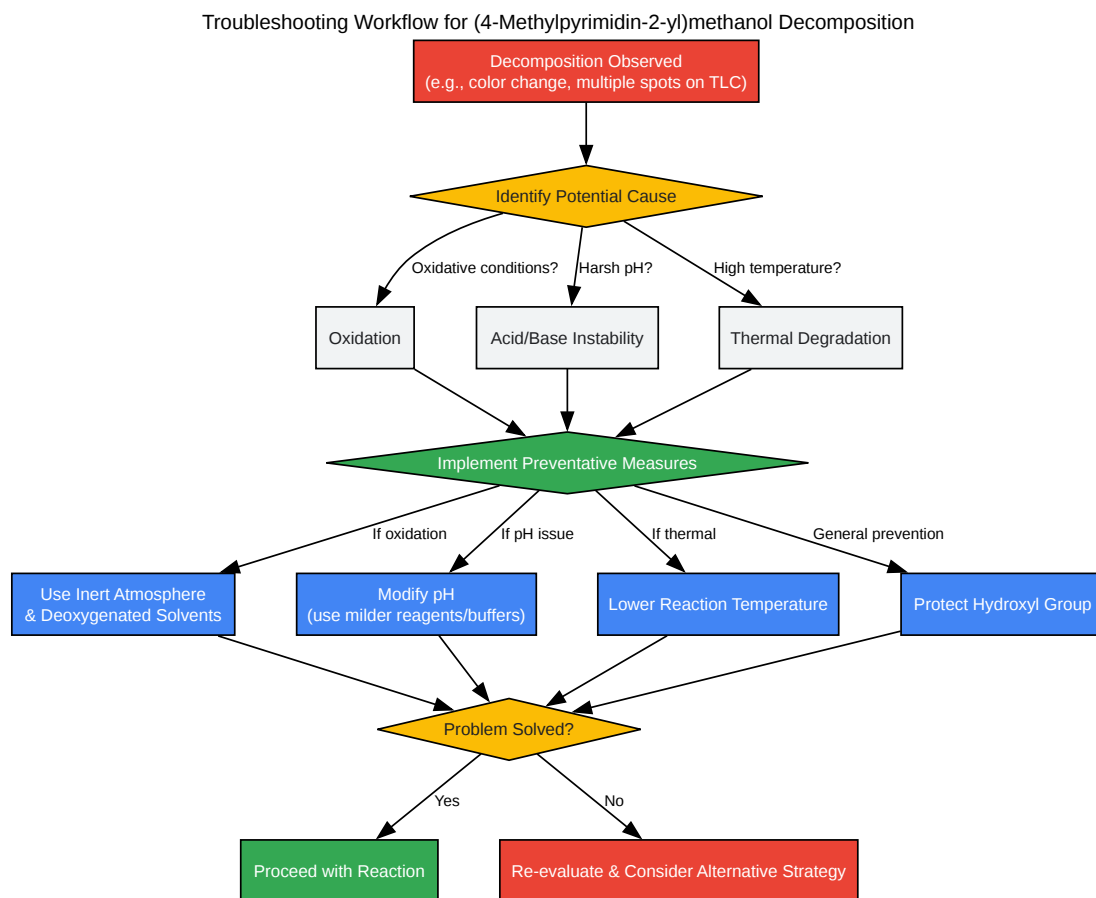 Troubleshooting Workflow for (4-Methylpyrimidin-2-yl)methanol Decomposition
Decomposition Observed
(e.g., color change, multiple spots on TLC)
Identify Potential Cause
Oxidative conditions?
Harsh pH?
High temperature?
Oxidation
Acid/Base Instability
Thermal Degradation
Implement Preventative Measures
If oxidation
If pH issue
If thermal
General prevention
Use Inert Atmosphere
& Deoxygenated Solvents
Modify pH
(use milder reagents/buffers)
Lower Reaction Temperature
Protect Hydroxyl Group
Problem Solved?
Yes
No
Proceed with Reaction
Re-evaluate & Consider Alternative Strategy